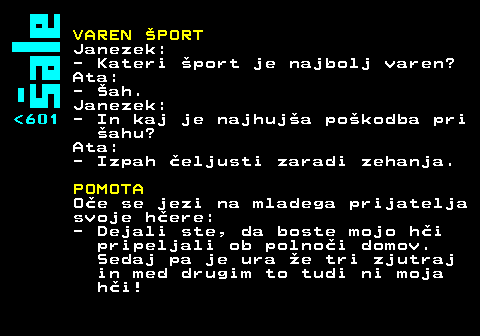 Šale
<601
VAREN ŠPORT
Janezek:
- Kateri šport je najbolj varen?
Ata:
- Šah.
Janezek:
- In kaj je najhujša poškodba pri
šahu?
Ata:
- Izpah čeljusti zaradi zehanja.
POMOTA
Oče se jezi na mladega prijatelja
svoje hčere:
- Dejali ste, da boste mojo hči
pripeljali ob polnoči domov.
Sedaj pa je ura že tri zjutraj
in med drugim to tudi ni moja
hči!